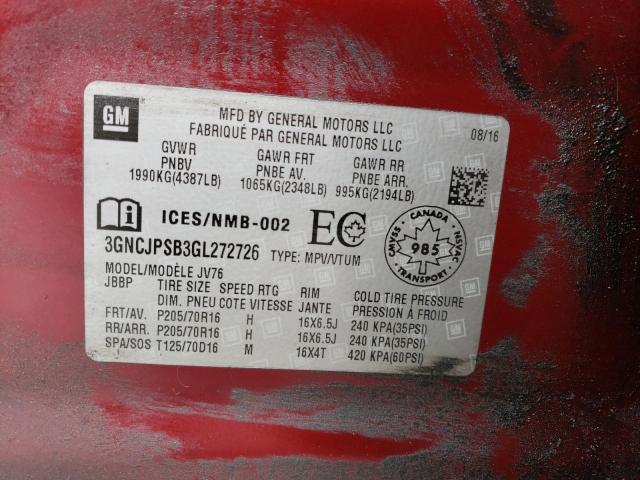 GM
MFD BY GENERAL MOTORS LLC
FABRIQUÉ PAR GENERAL MOTORS LLC
08/16
GVWR GAWR FRT GAWR RR
PNBV PNBE AV. PNBE ARR.
1990KG(4387LB) 1065KG(2348LB) 995KG(2194LB)
ICES/NMB-002 EC
CANADA
CMVSS 985 NSVAC
TRANSPORT
3GNCJPSB3GL272726 TYPE: MPV/VTUM
MODEL/MODÈLE JV76
JBBP TIRE SIZE SPEED RTG RIM COLD TIRE PRESSURE
DIM. PNEU COTE VITESSE JANTE PRESSION À FROID
FRT/AV. P205/70R16 H 16X6.5J 240 KPA(35PSI)
RR/ARR. P205/70R16 H 16X6.5J 240 KPA(35PSI)
SPA/SOS T125/70D16 M 16X4T 420 KPA(60PSI)